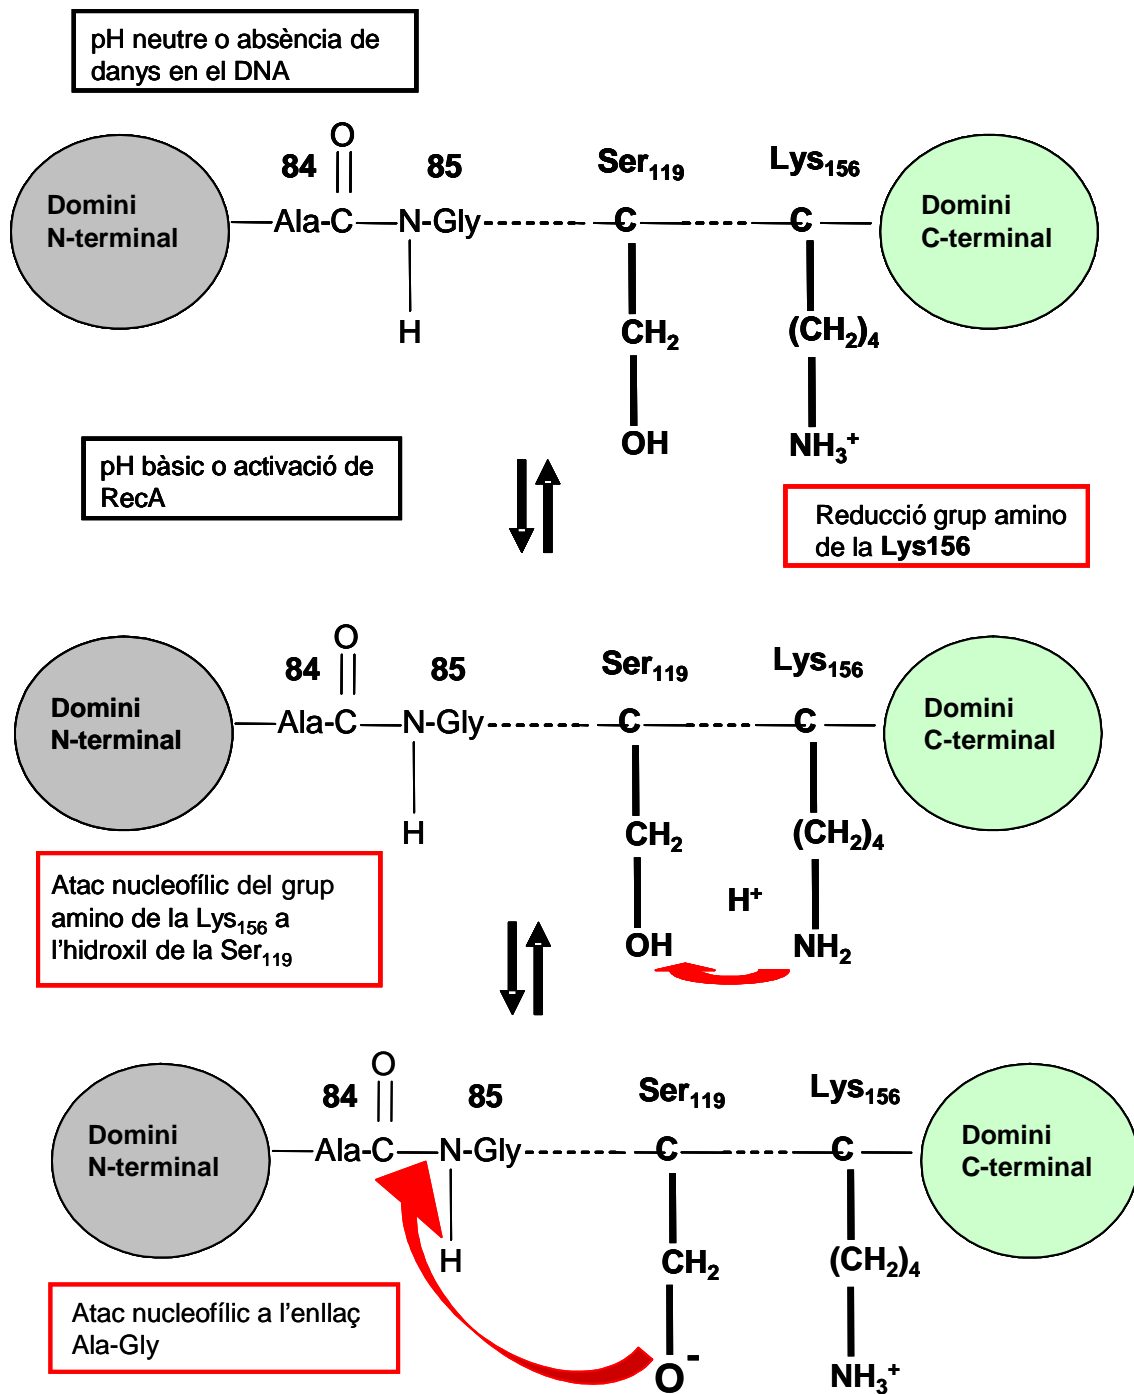 pH neutre o absència de
danys en el DNA
O
84 85 Ser119 Lys156
Domini
N-terminal
Ala-C N-Gly C C
Domini
C-terminal
H CH2 (CH2)4
OH NH3+
pH bàsic o activació de
RecA
Reducció grup amino
de la Lys156
O
84 85 Ser119 Lys156
Domini
N-terminal
Ala-C N-Gly C C
Domini
C-terminal
H CH2 (CH2)4
Atac nucleofílic del grup
amino de la Lys156 a
l'hidroxil de la Ser119
H+
OH NH2
O
84 85 Ser119 Lys156
Domini
N-terminal
Ala-C N-Gly C C
Domini
C-terminal
H CH2 (CH2)4
Atac nucleofílic a l'enllaç
Ala-Gly
O- NH3+